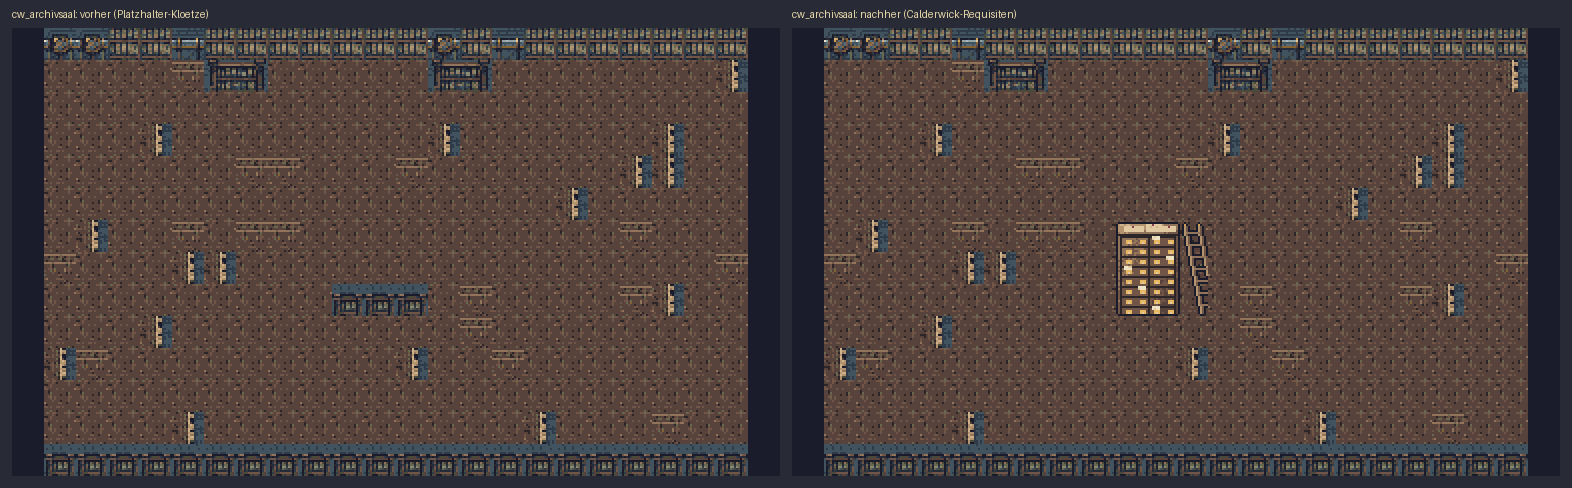 cw_archivsaal: vorher (Platzhalter-Kloetze)
cw_archivsaal: nachher (Calderwick-Requisiten)